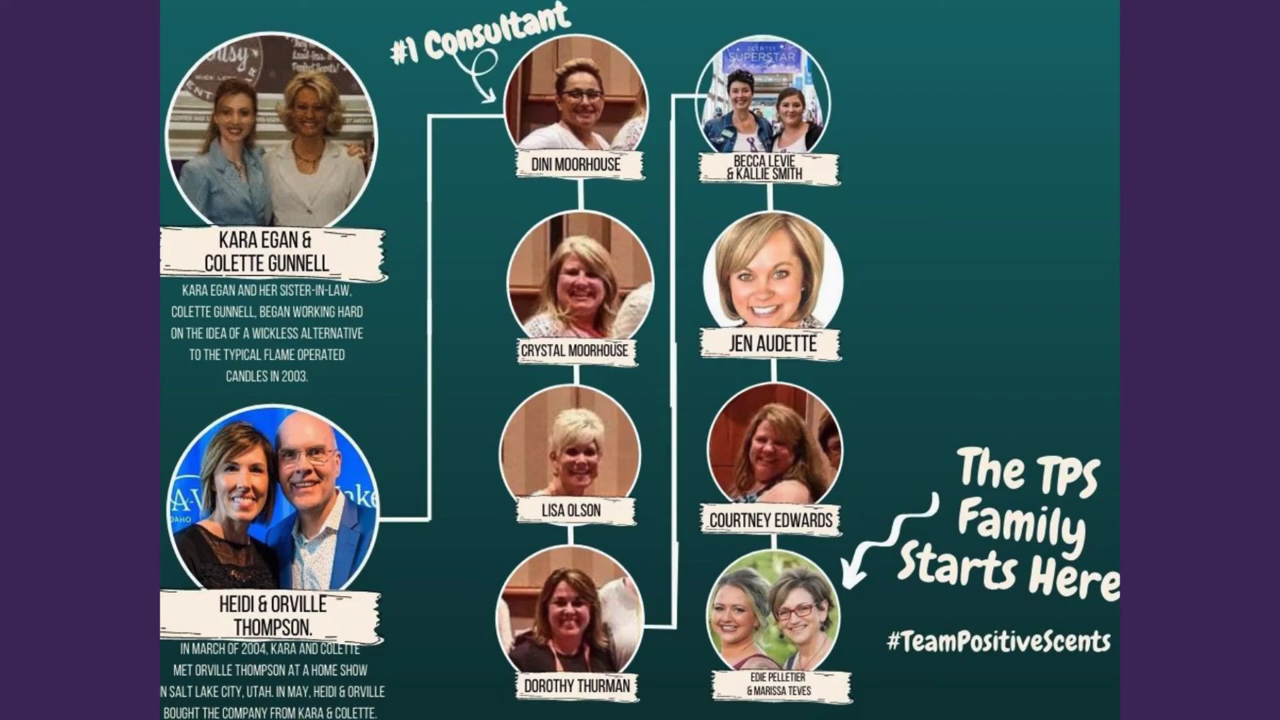 #1 Consultant
KARA EGAN &
COLETTE GUNNELL
KARA EGAN AND HER SISTER-IN-LAW,
COLETTE GUNNELL, BEGAN WORKING HARD
ON THE IDEA OF A WICKLESS ALTERNATIVE
TO THE TYPICAL FLAME OPERATED
CANDLES IN 2003.
HEIDI & ORVILLE
THOMPSON.
IN MARCH OF 2004, KARA AND COLETTE
MET ORVILLE THOMPSON AT A HOME SHOW
N SALT LAKE CITY, UTAH. IN MAY, HEIDI & ORVILLE
BOUGHT THE COMPANY FROM KARA & COLETTE.
DINI MOORHOUSE
CRYSTAL MOORHOUSE
LISA OLSON
DOROTHY THURMAN
SCENTSY
SUPERSTAR
BECCA LEVIE
& KALLIE SMITH
JEN AUDETTE
COURTNEY EDWARDS
EDIE PELLETIER
& MARISSA TEVES
The TPS
Family
Starts Here
#TeamPositiveScents